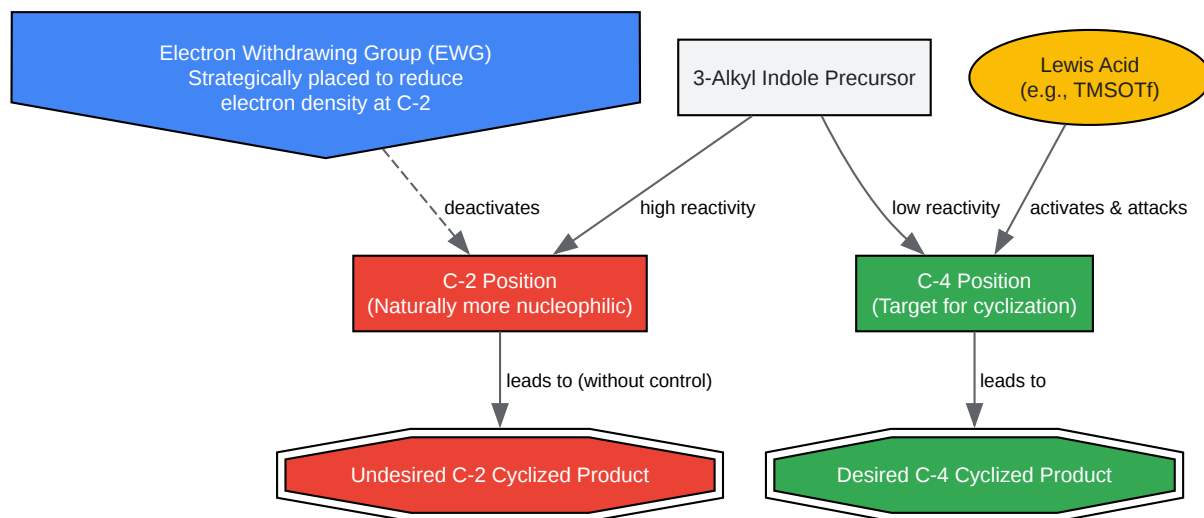 Electron Withdrawing Group (EWG)
Strategically placed to reduce
electron density at C-2
3-Alkyl Indole Precursor
Lewis Acid
(e.g., TMSOTf)
deactivates
high reactivity
low reactivity
activates & attacks
C-2 Position
(Naturally more nucleophilic)
C-4 Position
(Target for cyclization)
leads to (without control)
leads to
Undesired C-2 Cyclized Product
Desired C-4 Cyclized Product